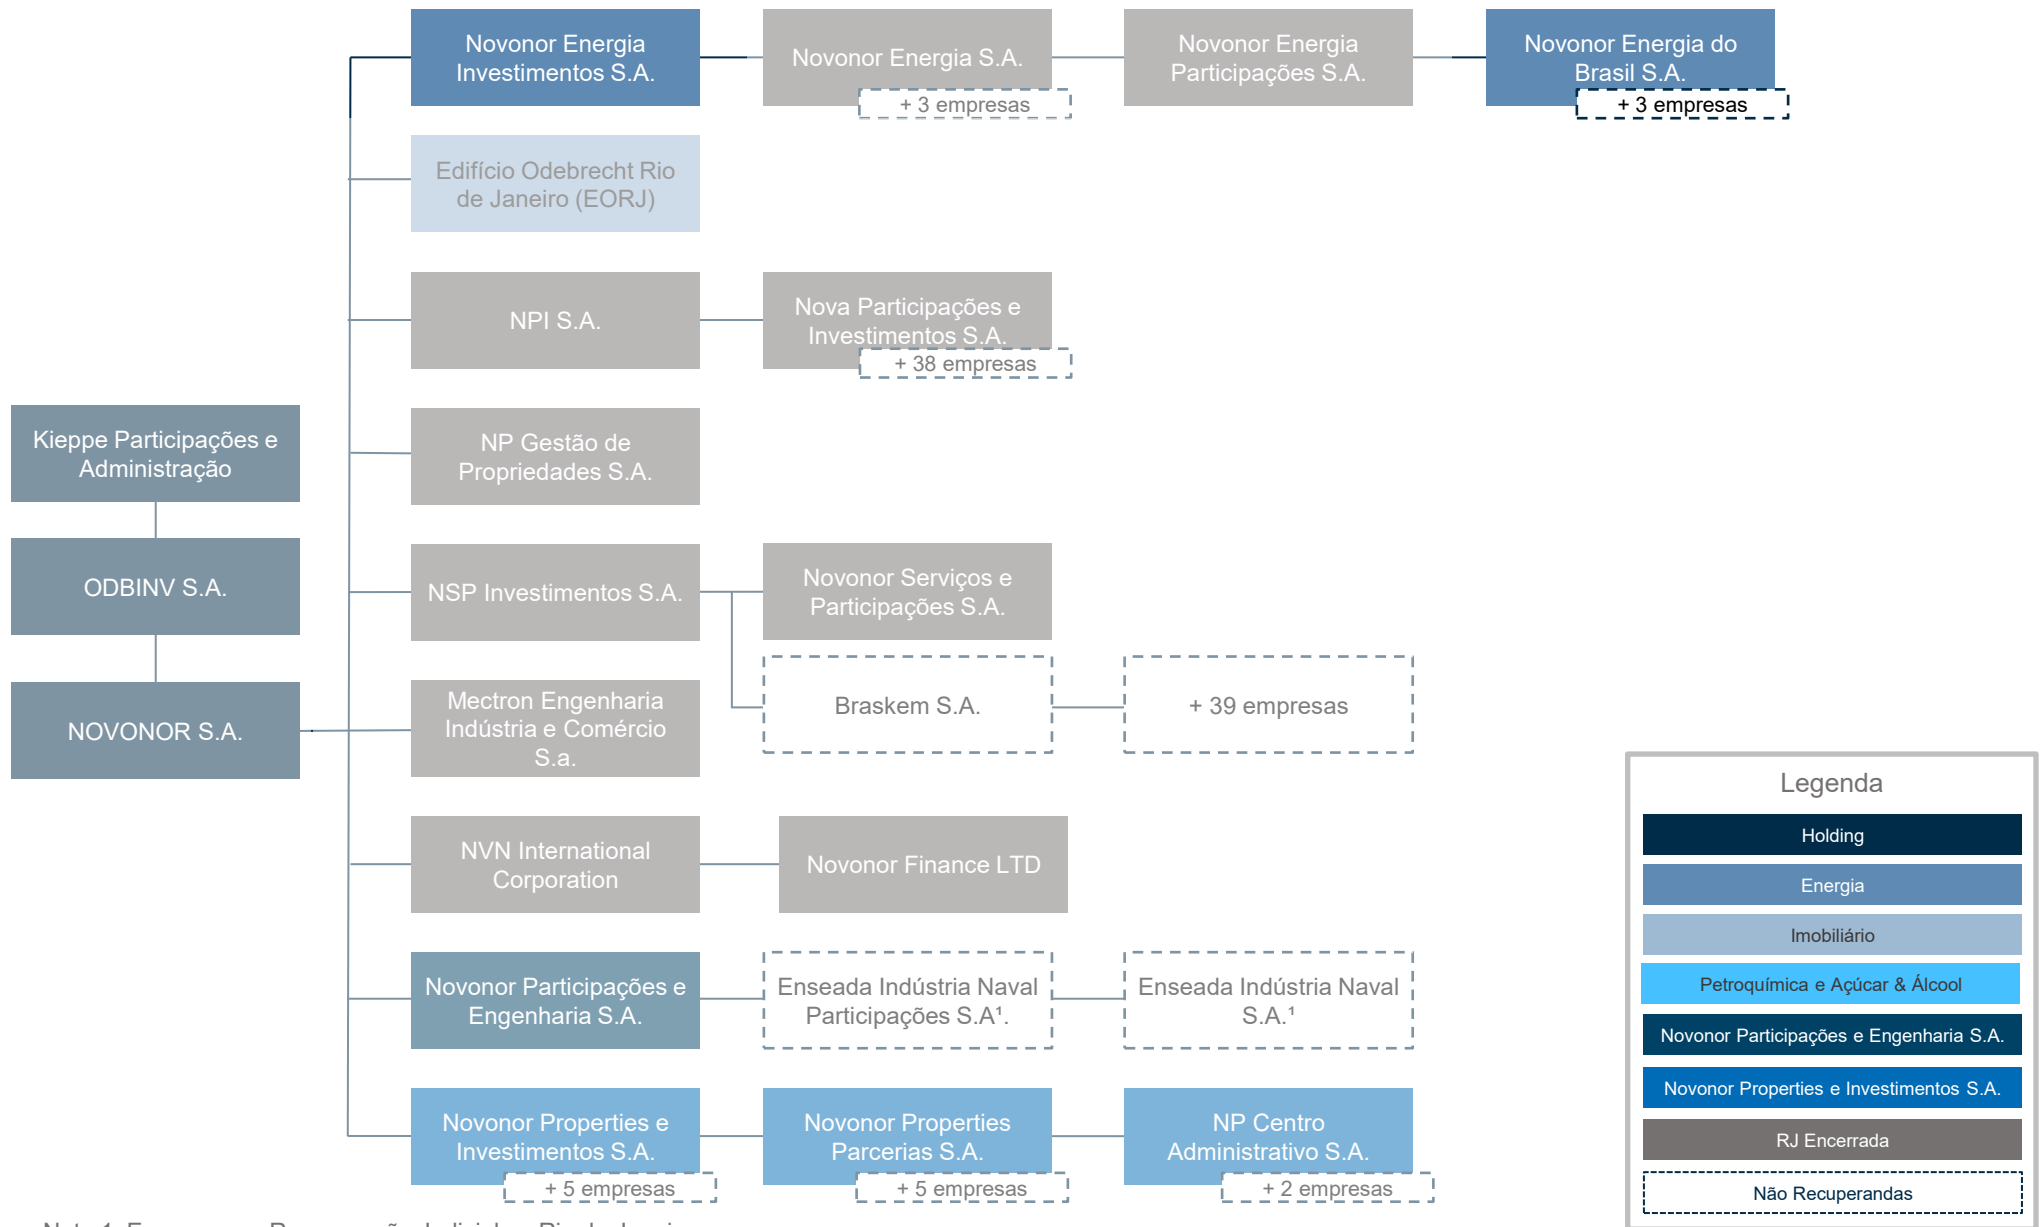 Novonor Energia
Investimentos S.A.
Novonor Energia S.A.
+ 3 empresas
Novonor Energia
Participações S.A.
Novonor Energia do
Brasil S.A.
+ 3 empresas
Edifício Odebrecht Rio
de Janeiro (EORJ)
NPI S.A.
Nova Participações e
Investimentos S.A.
+ 38 empresas
Kieppe Participações e
Administração
ODBINV S.A.
NOVONOR S.A.
NP Gestão de
Propriedades S.A.
NSP Investimentos S.A.
Novonor Serviços e
Participações S.A.
Braskem S.A.
+ 39 empresas
Mectron Engenharia
Indústria e Comércio
S.a.
NVN International
Corporation
Novonor Finance LTD
Novonor Participações e
Engenharia S.A.
Enseada Indústria Naval
Participações S.A¹.
Enseada Indústria Naval
S.A.¹
Novonor Properties e
Investimentos S.A.
+ 5 empresas
Novonor Properties
Parcerias S.A.
+ 5 empresas
NP Centro
Administrativo S.A.
+ 2 empresas
Legenda
Holding
Energia
Imobiliário
Petroquímica e Açúcar & Álcool
Novonor Participações e Engenharia S.A.
Novonor Properties e Investimentos S.A.
RJ Encerrada
Não Recuperandas